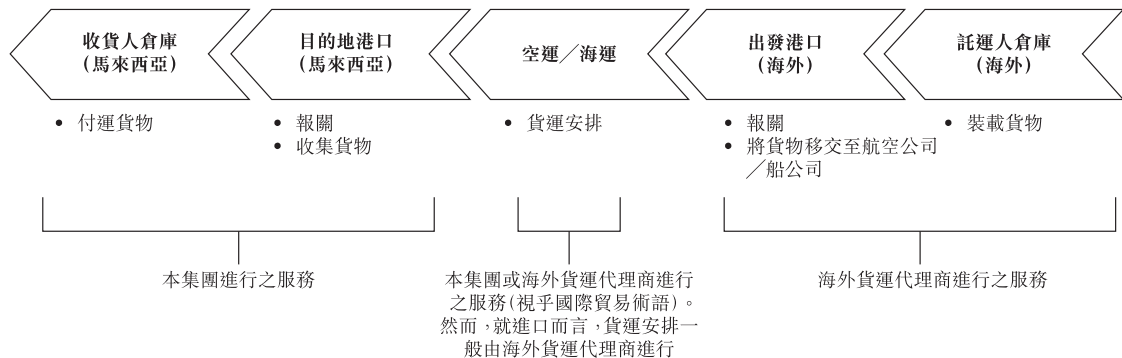 收貨人倉庫
(馬來西亞)
目的地港口
(馬來西亞)
空運／海運
出發港口
(海外)
託運人倉庫
(海外)
• 付運貨物
• 報關
• 收集貨物
• 貨運安排
• 報關
• 將貨物移交至航空公司
／船公司
• 裝載貨物
本集團進行之服務
本集團或海外貨運代理商進行
之服務(視乎國際貿易術語)。
然而，就進口而言，貨運安排一
般由海外貨運代理商進行
海外貨運代理商進行之服務